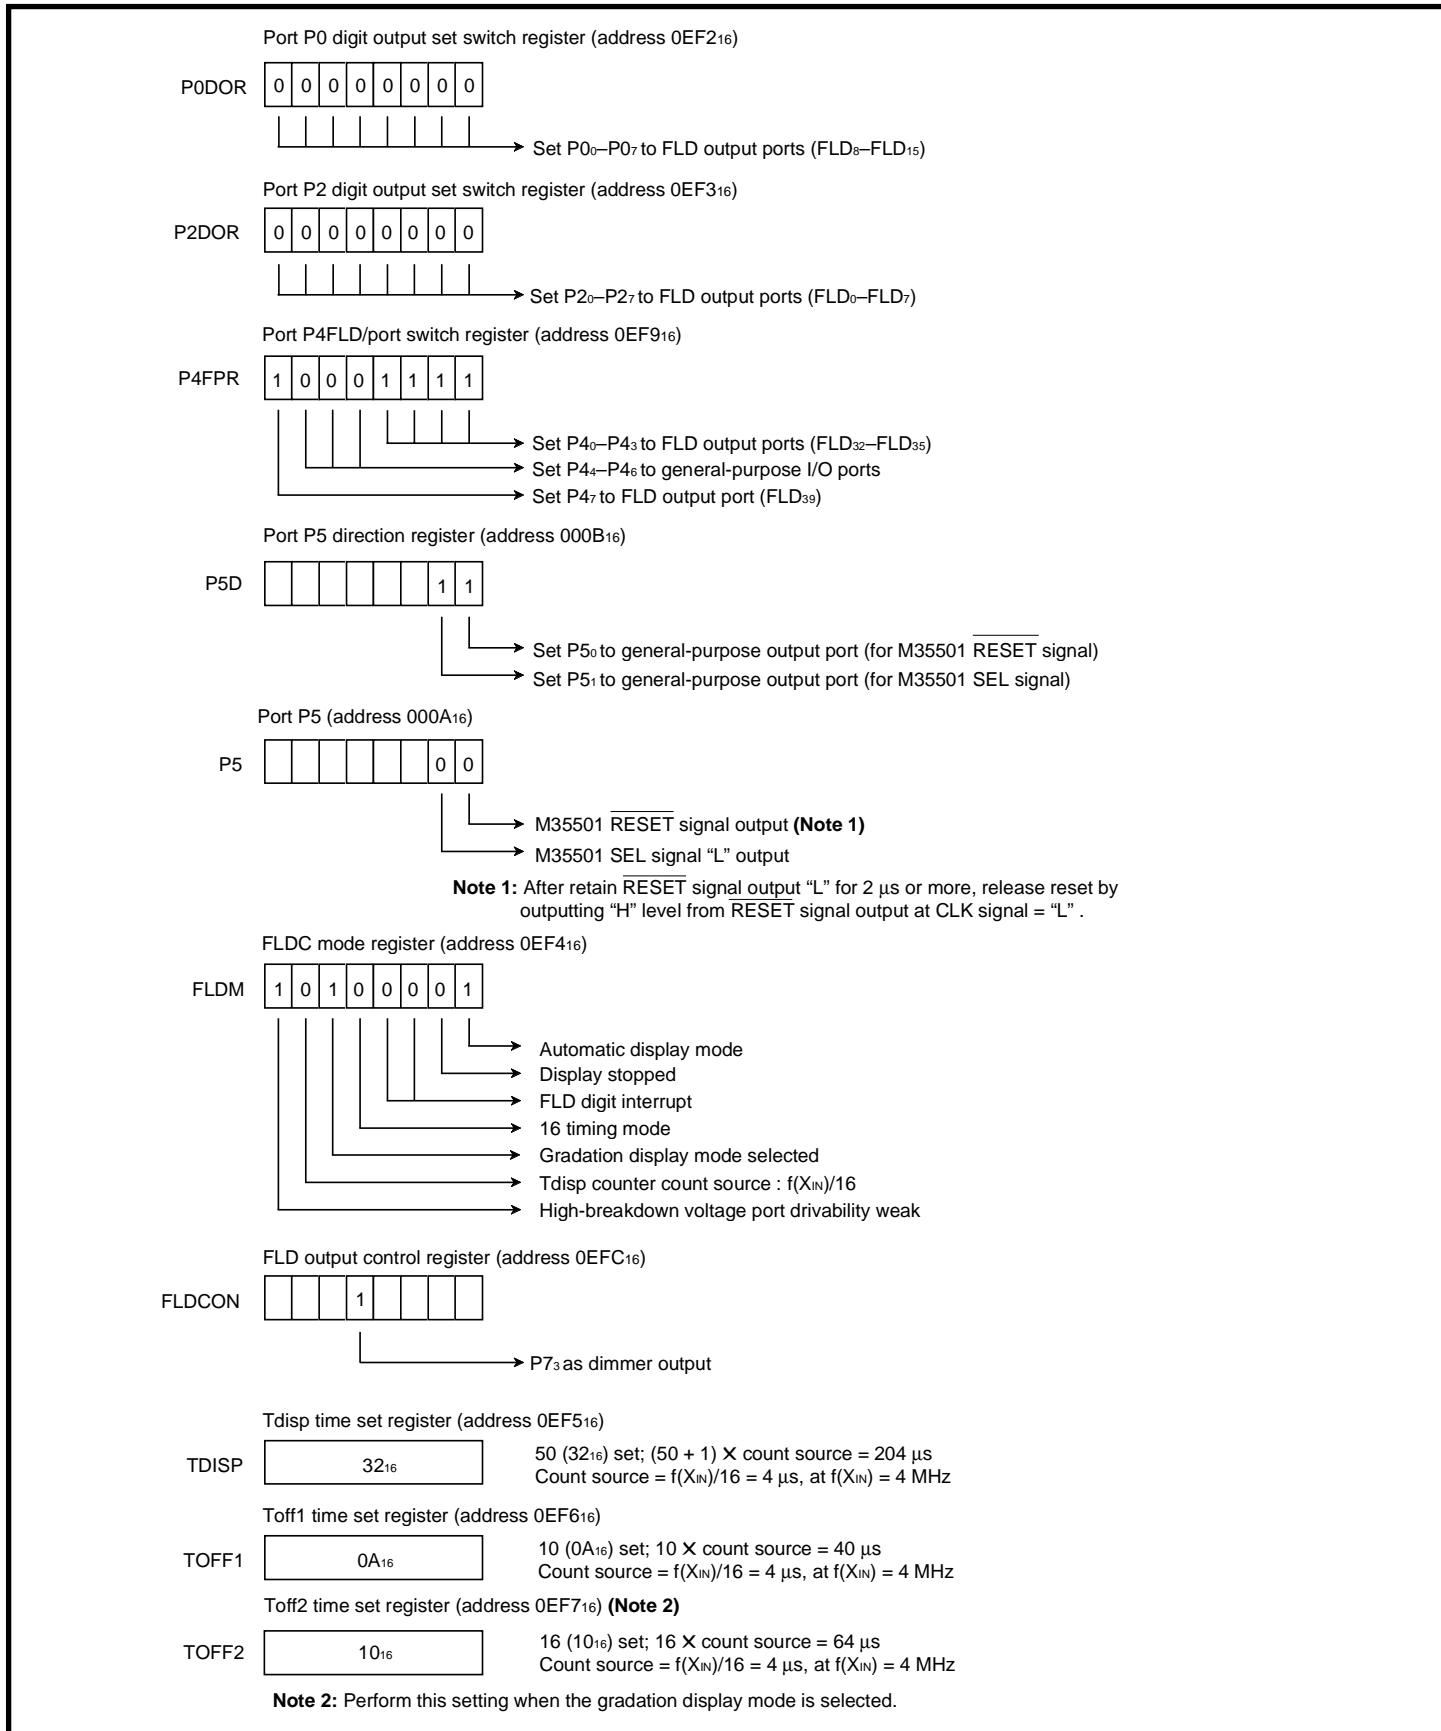 Port P0 digit output set switch register (address 0EF216)
P0DOR 0 0 0 0 0 0 0 0
Set P00–P07 to FLD output ports (FLD8–FLD15)
Port P2 digit output set switch register (address 0EF316)
P2DOR 0 0 0 0 0 0 0 0
Set P20–P27 to FLD output ports (FLD0–FLD7)
Port P4FLD/port switch register (address 0EF916)
P4FPR 1 0 0 0 1 1 1 1
Set P40–P43 to FLD output ports (FLD32–FLD35)
Set P44–P46 to general-purpose I/O ports
Set P47 to FLD output port (FLD39)
Port P5 direction register (address 000B16)
P5D 1 1
Set P50 to general-purpose output port (for M35501 RESET signal)
Set P51 to general-purpose output port (for M35501 SEL signal)
Port P5 (address 000A16)
P5 0 0
M35501 RESET signal output (Note 1)
M35501 SEL signal “L” output
Note 1: After retain RESET signal output “L” for 2 µs or more, release reset by
outputting “H” level from RESET signal output at CLK signal = “L” .
FLDC mode register (address 0EF416)
FLDM 1 0 1 0 0 0 0 1
Automatic display mode
Display stopped
FLD digit interrupt
16 timing mode
Gradation display mode selected
Tdisp counter count source : f(XIN)/16
High-breakdown voltage port drivability weak
FLD output control register (address 0EFC16)
FLDCON 1
P73 as dimmer output
Tdisp time set register (address 0EF516)
TDISP 3216
50 (3216) set; (50 + 1) ✕ count source = 204 µs
Count source = f(XIN)/16 = 4 µs, at f(XIN) = 4 MHz
Toff1 time set register (address 0EF616)
TOFF1 0A16
10 (0A16) set; 10 ✕ count source = 40 µs
Count source = f(XIN)/16 = 4 µs, at f(XIN) = 4 MHz
Toff2 time set register (address 0EF716) (Note 2)
TOFF2 1016
16 (1016) set; 16 ✕ count source = 64 µs
Count source = f(XIN)/16 = 4 µs, at f(XIN) = 4 MHz
Note 2: Perform this setting when the gradation display mode is selected.